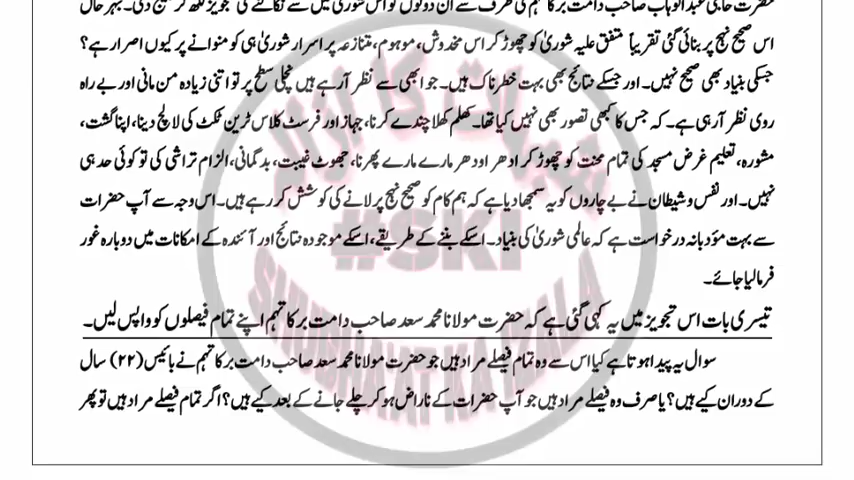 حضرت حاجی عبدالوہاب صاحب دامت برکاتہم کی طرف سے ان دونوں کو اس شوریٰ میں سے نکالنے کی تجویز لکھ کر بھیج دی۔ بہر حال
اس صحیح نہج پر بنائی گئی تقریباً متفق علیہ شوریٰ کو چھوڑ کر اس مخدوش، موہوم، متنازعہ پر اسرار شوریٰ ہی کو منوانے پر کیوں اصرار ہے؟
جسکی بنیاد بھی صحیح نہیں۔ اور جسکے نتائج بھی بہت خطرناک ہیں۔ جو ابھی سے نظر آرہے ہیں نچلی سطح پر تو اتنی زیادہ من مانی اور بے راہ
روی نظر آرہی ہے۔ کہ جس کا کبھی تصور بھی نہیں کیا تھا۔ کھلم کھلا چندے کرنا، جہاز اور فرسٹ کلاس ٹرین ٹکٹ کی لالچ دینا، اپنا گشت،
مشورہ، تعلیم غرض مسجد کی تمام محنت کو چھوڑ کر ادھر اودھر مارے مارے پھرنا، جھوٹ غیبت، بدگمانی، الزام تراشی کی تو کوئی حد ہی
نہیں۔ اور نفس و شیطان نے بے چاروں کو یہ سمجھا دیا ہے کہ ہم کام کو صحیح نہج پر لانے کی کوشش کر رہے ہیں۔ اس وجہ سے آپ حضرات
سے بہت مؤدبانہ درخواست ہے کہ عالمی شوریٰ کی بنیاد۔ اسکے بننے کے طریقے، اسکے موجودہ نتائج اور آئندہ کے امکانات میں دوبارہ غور
فرمالیا جائے۔
تیسری بات اس تجویز میں یہ کہی گئی ہے کہ حضرت مولانا محمد سعد صاحب دامت برکاتہم اپنے تمام فیصلوں کو واپس لیں۔
سوال یہ پیدا ہوتا ہے کیا اس سے وہ تمام فیصلے مراد ہیں جو حضرت مولانا محمد سعد صاحب دامت برکاتہم نے بائیس (۲۲) سال
کے دوران کیے ہیں؟ یا صرف وہ فیصلے مراد ہیں جو آپ حضرات کے ناراض ہو کر چلے جانے کے بعد کیے ہیں؟ اگر تمام فیصلے مراد ہیں تو پھر
شبہات کا ازالہ
#SKI
SHUBHAAT KA IZALA